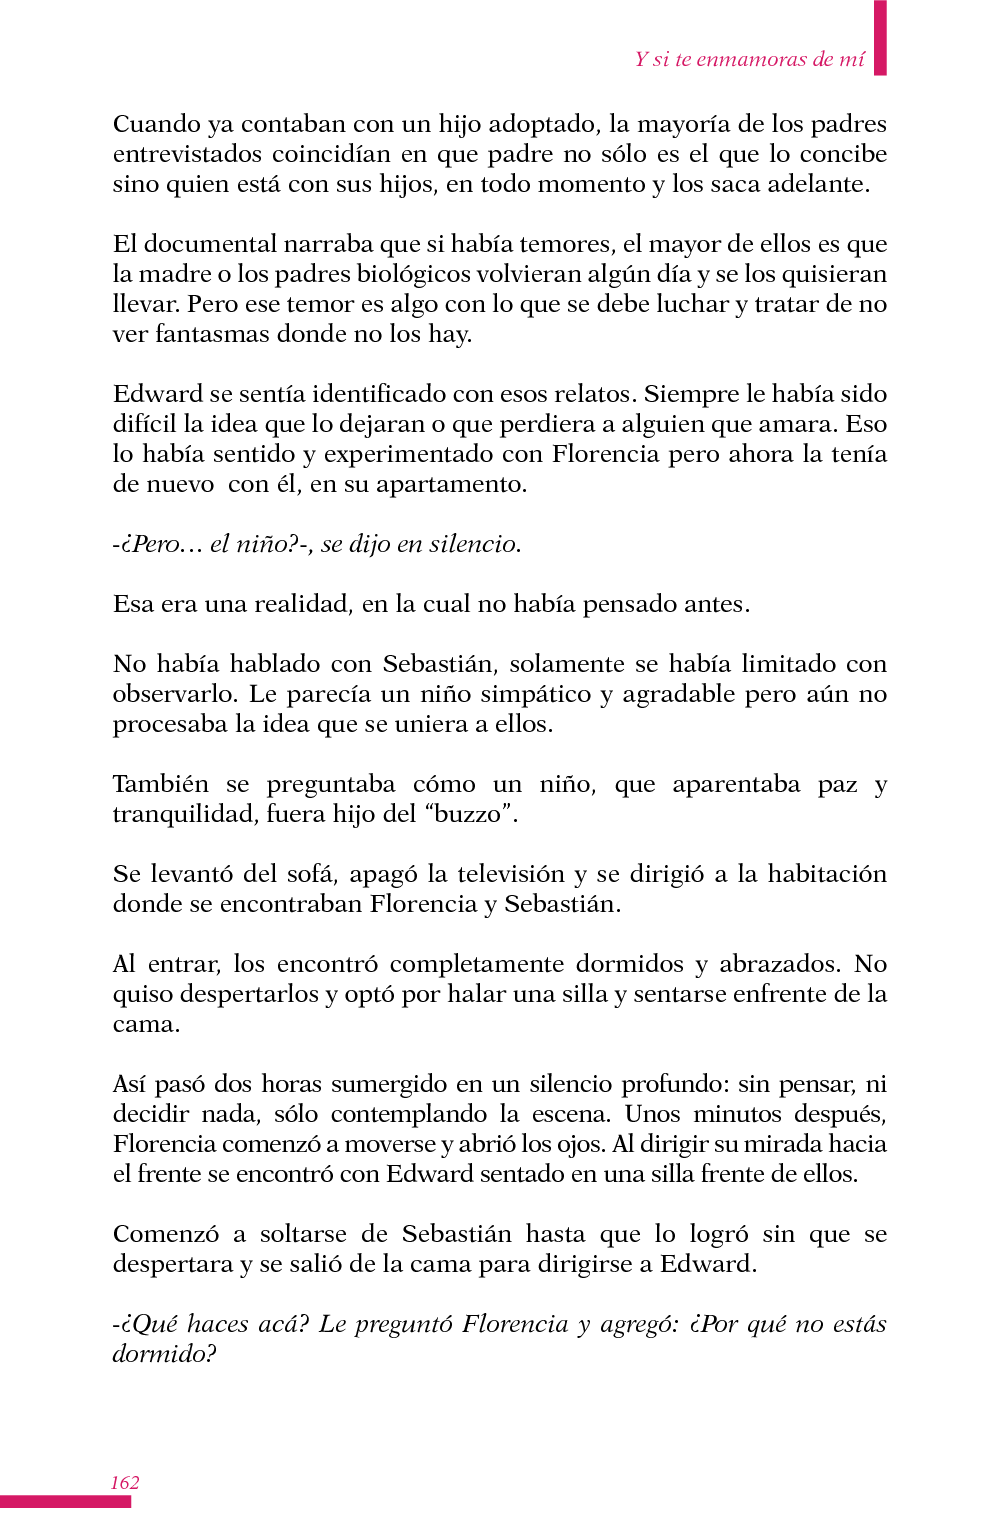 Y si te enmamoras de mí
Cuando ya contaban con un hijo adoptado, la mayoría de los padres
entrevistados coincidían en que padre no sólo es el que lo concibe
sino quien está con sus hijos, en todo momento y los saca adelante.
El documental narraba que si había temores, el mayor de ellos es que
la madre o los padres biológicos volvieran algún día y se los quisieran
llevar. Pero ese temor es algo con lo que se debe luchar y tratar de no
ver fantasmas donde no los hay.
Edward se sentía identificado con esos relatos. Siempre le había sido
difícil la idea que lo dejaran o que perdiera a alguien que amara. Eso
lo había sentido y experimentado con Florencia pero ahora la tenía
de nuevo  con él, en su apartamento.
-¿Pero… el niño?-, se dijo en silencio.
Esa era una realidad, en la cual no había pensado antes.
No había hablado con Sebastián, solamente se había limitado con
observarlo. Le parecía un niño simpático y agradable pero aún no
procesaba la idea que se uniera a ellos.
También se preguntaba cómo un niño, que aparentaba paz y
tranquilidad, fuera hijo del “buzzo”.
Se levantó del sofá, apagó la televisión y se dirigió a la habitación
donde se encontraban Florencia y Sebastián.
Al entrar, los encontró completamente dormidos y abrazados. No
quiso despertarlos y optó por halar una silla y sentarse enfrente de la
cama.
Así pasó dos horas sumergido en un silencio profundo: sin pensar, ni
decidir nada, sólo contemplando la escena. Unos minutos después,
Florencia comenzó a moverse y abrió los ojos. Al dirigir su mirada hacia
el frente se encontró con Edward sentado en una silla frente de ellos.
Comenzó a soltarse de Sebastián hasta que lo logró sin que se
despertara y se salió de la cama para dirigirse a Edward.
-¿Qué haces acá? Le preguntó Florencia y agregó: ¿Por qué no estás
dormido?
162